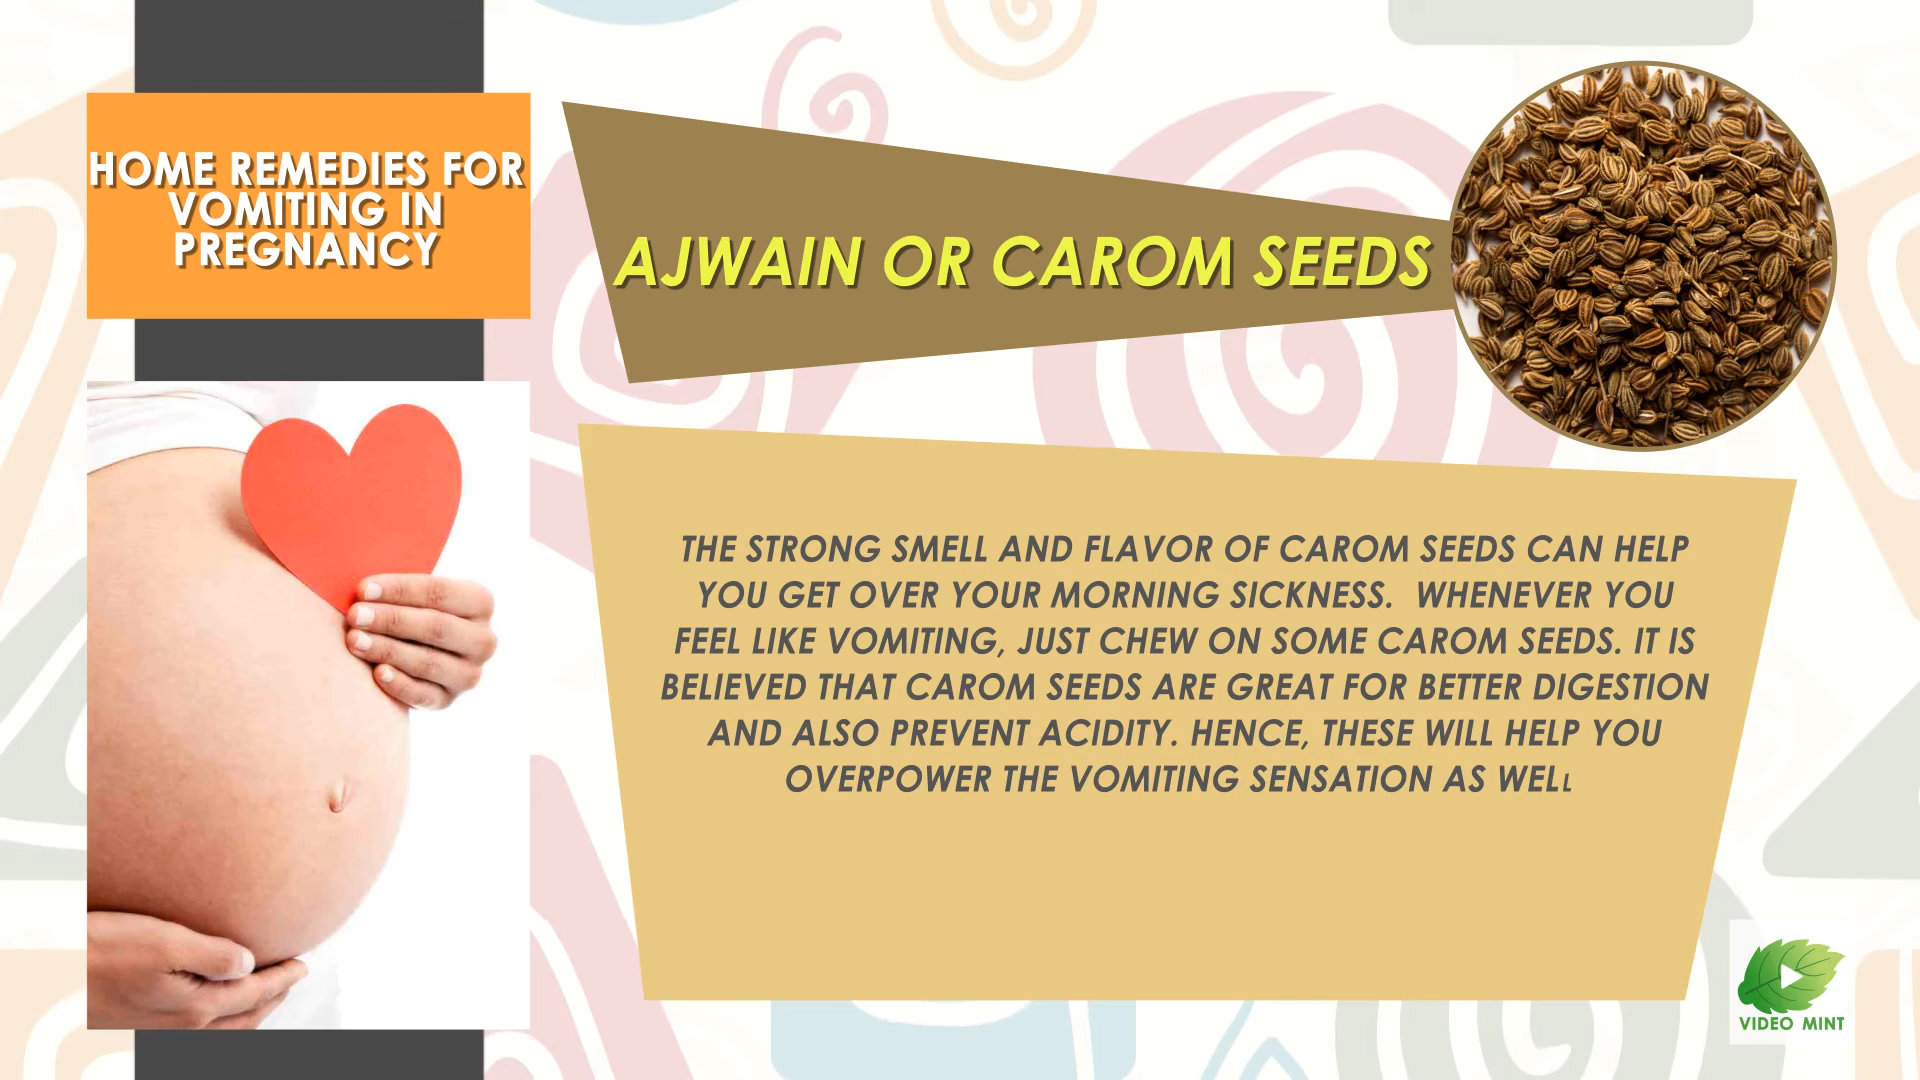 HOME REMEDIES FOR
VOMITING IN
PREGNANCY
AJWAIN OR CAROM SEEDS
THE STRONG SMELL AND FLAVOR OF CAROM SEEDS CAN HELP
YOU GET OVER YOUR MORNING SICKNESS.  WHENEVER YOU
FEEL LIKE VOMITING, JUST CHEW ON SOME CAROM SEEDS. IT IS
BELIEVED THAT CAROM SEEDS ARE GREAT FOR BETTER DIGESTION
AND ALSO PREVENT ACIDITY. HENCE, THESE WILL HELP YOU
OVERPOWER THE VOMITING SENSATION AS WELL
VIDEO MINT